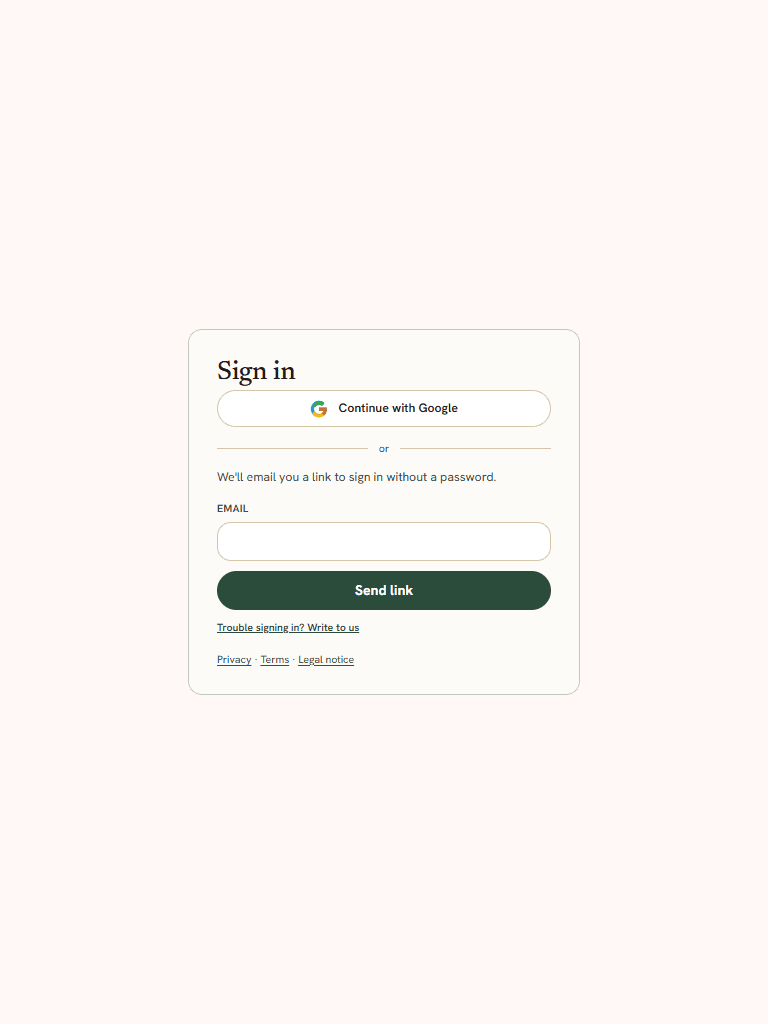 Sign in
Continue with Google
or
We'll email you a link to sign in without a password.
EMAIL
Send link
Trouble signing in? Write to us
Privacy · Terms · Legal notice